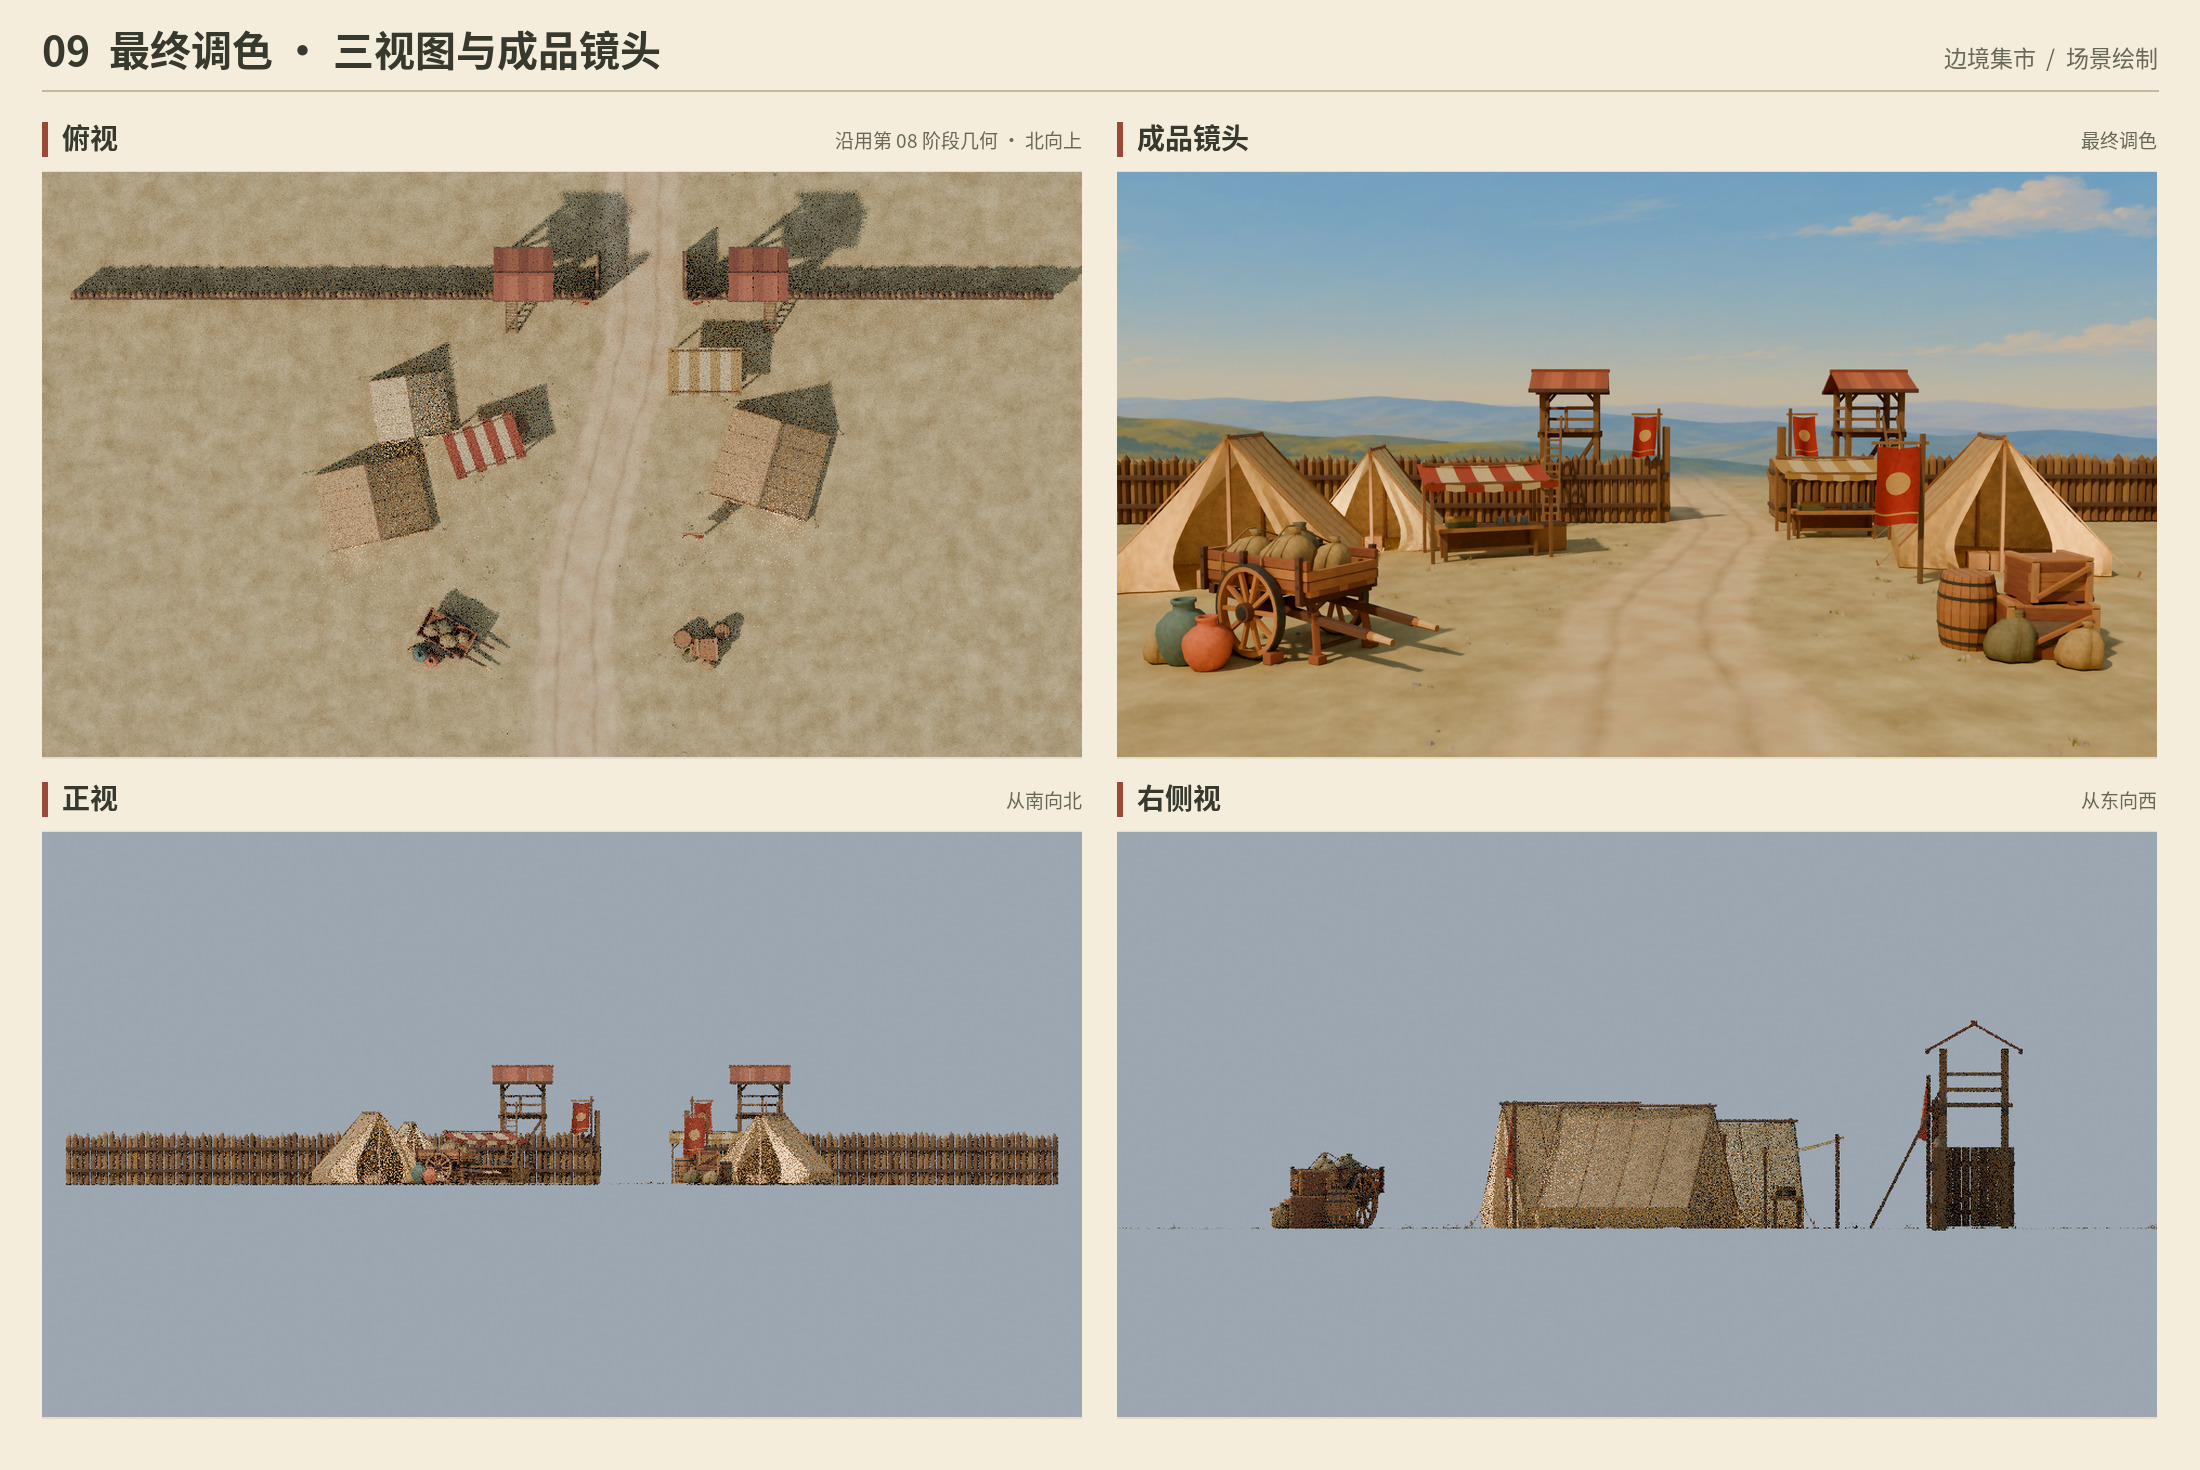 09 最终调色 · 三视图与成品镜头
边境集市 / 场景绘制
俯视
沿用第 08 阶段几何 · 北向上
成品镜头
最终调色
正视
从南向北
右侧视
从东向西